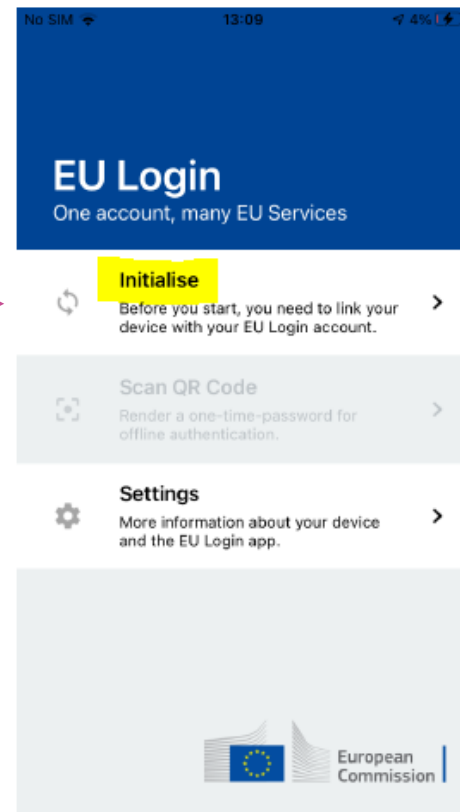 No SIM 13:09 4%
EU Login
One account, many EU Services
Initialise
Before you start, you need to link your
device with your EU Login account.
Scan QR Code
Render a one-time-password for
offline authentication.
Settings
More information about your device
and the EU Login app.
European
Commission